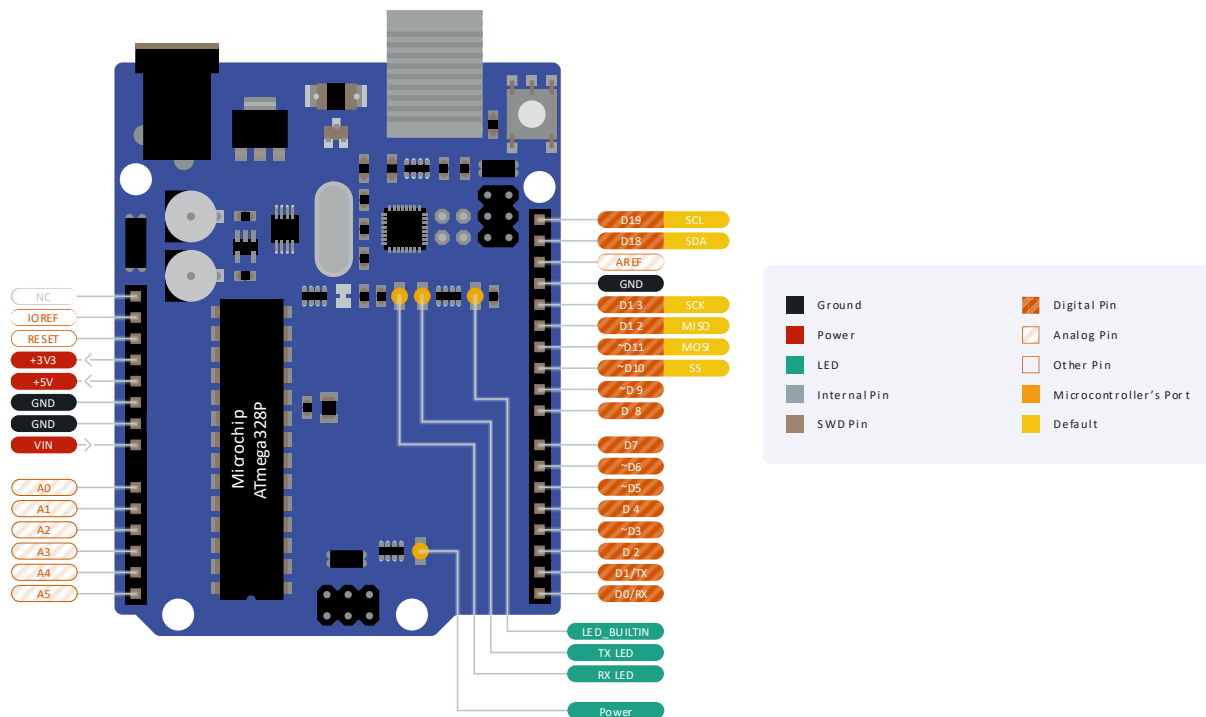 NC
IOREF
RESET
+3V3
+5V
GND
GND
VIN
A0
A1
A2
A3
A4
A5
Microchip
ATmega328P
D19 SCL
D18 SDA
AREF
GND
D13 SCK
D12 MISO
~D11 MOSI
~D10 SS
~D9
D8
D7
~D6
~D5
D4
~D3
D2
D1/TX
D0/RX
LED_BUILTIN
TX LED
RX LED
Power
Ground
Power
LED
Internal Pin
SWD Pin
Digital Pin
Analog Pin
Other Pin
Microcontroller's Port
Default